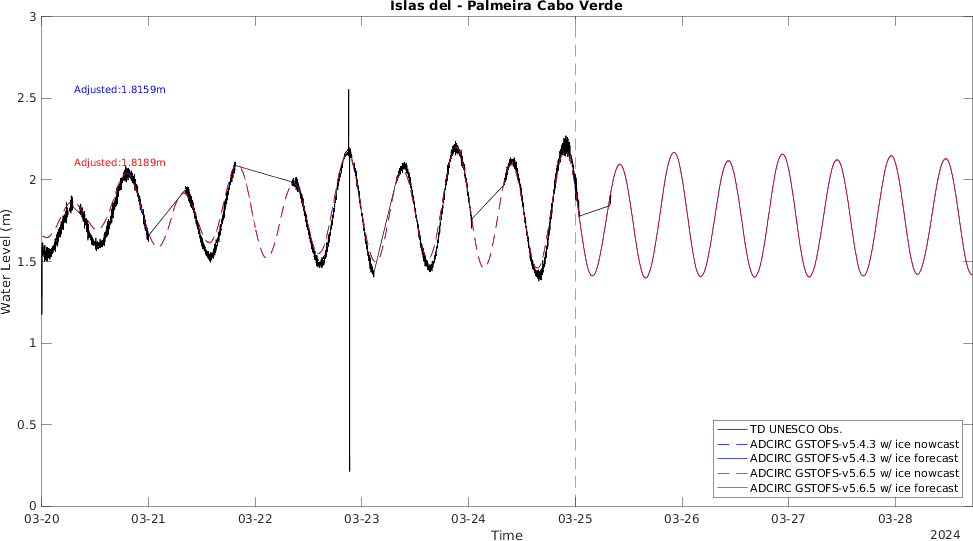 Islas del - Palmeira Cabo Verde
3
2.5
2
1.5
1
0.5
0
Water Level (m)
Adjusted:1.8159m
Adjusted:1.8189m
TD UNESCO Obs.
ADCIRC GSTOFS-v5.4.3 w/ ice nowcast
ADCIRC GSTOFS-v5.4.3 w/ ice forecast
ADCIRC GSTOFS-v5.6.5 w/ ice nowcast
ADCIRC GSTOFS-v5.6.5 w/ ice forecast
03-20 03-21 03-22 03-23 03-24 03-25 03-26 03-27 03-28
Time
2024